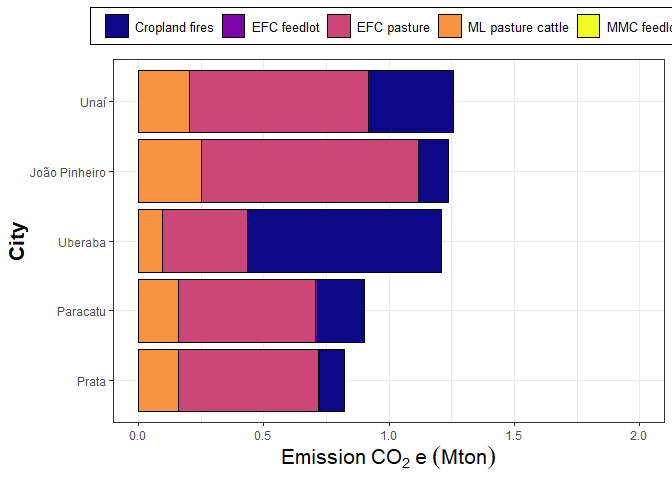 Cropland fires EFC feedlot EFC pasture ML pasture cattle MMC feedlo
Unaí
João Pinheiro
Uberaba
Paracatu
Prata
City
0.0 0.5 1.0 1.5 2.0
Emission CO₂ e (Mton)